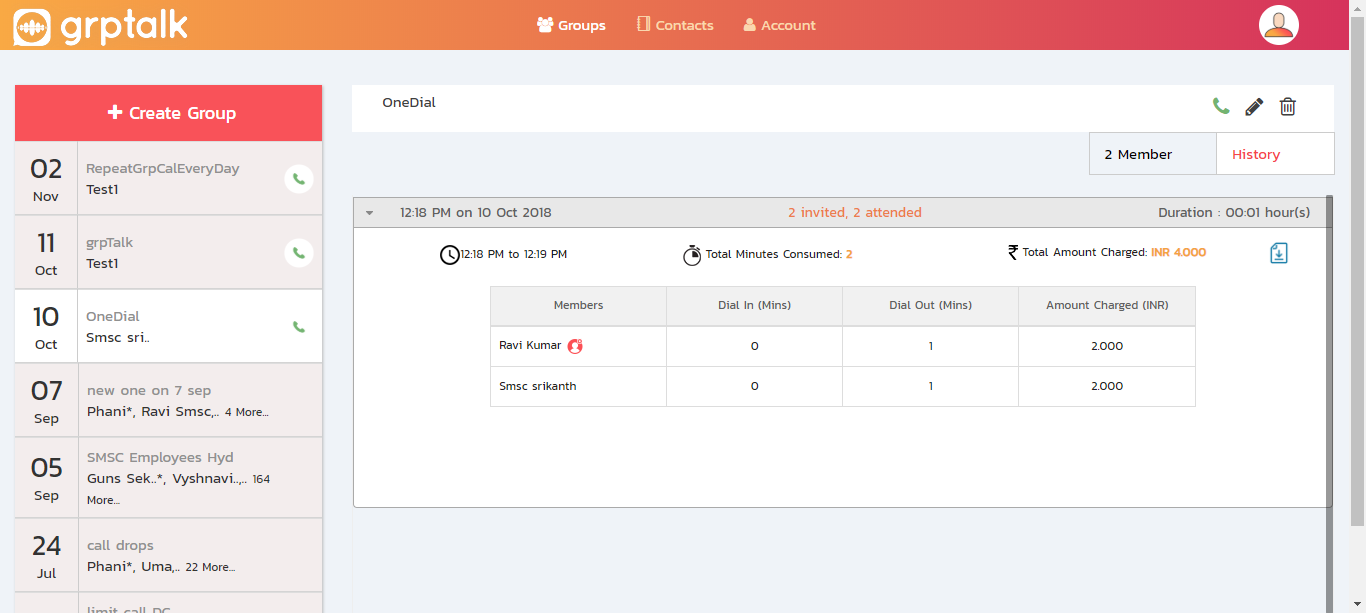 grptalk
Groups
Contacts
Account
Create Group
02
Nov
RepeatGrpCalEveryDay
Test1
11
Oct
grpTalk
Test1
10
Oct
OneDial
Smsc sri..
07
Sep
new one on 7 sep
Phani*, Ravi Smsc,.. 4 More...
05
Sep
SMSC Employees Hyd
Guns Sek..*, Vyshnavi..,.. 164
More...
24
Jul
call drops
Phani*, Uma,.. 22 More...
limit call DC
OneDial
2 Member
History
12:18 PM on 10 Oct 2018
2 invited, 2 attended
Duration : 00:01 hour(s)
12:18 PM to 12:19 PM
Total Minutes Consumed: 2
₹ Total Amount Charged: INR 4.000
Members
Dial In (Mins)
Dial Out (Mins)
Amount Charged (INR)
Ravi Kumar
0
1
2.000
Smsc srikanth
0
1
2.000